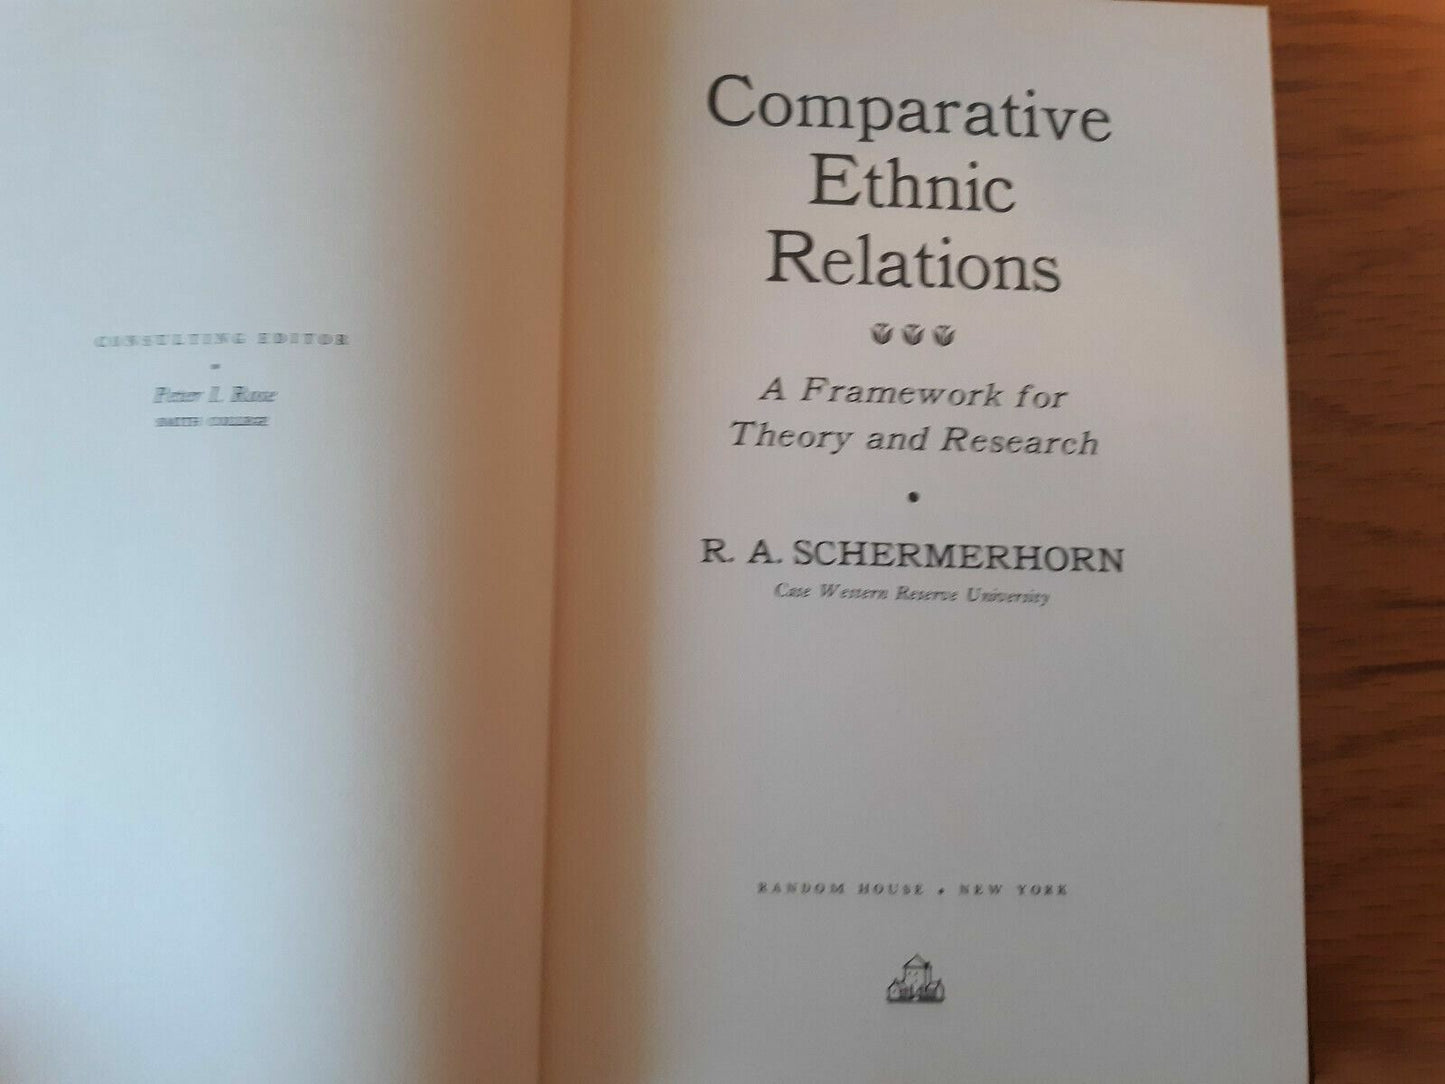 CONSULTING EDITOR
Peter I. Rose
SMITH COLLEGE
Comparative
Ethnic
Relations
A Framework for
Theory and Research
R. A. SCHERMERHORN
Case Western Reserve University
RANDOM HOUSE • NEW YORK